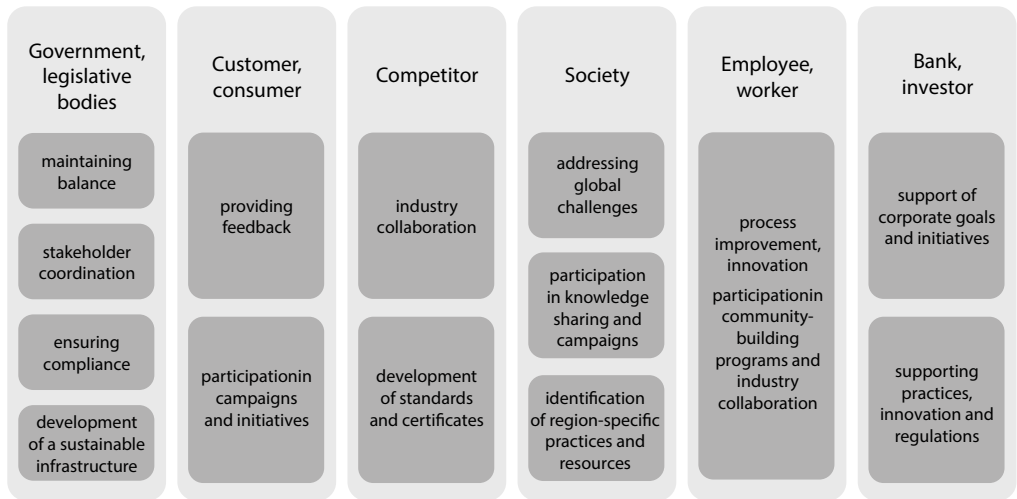 Government,
legislative
bodies
maintaining
balance
stakeholder
coordination
ensuring
compliance
development
of a sustainable
infrastructure
Customer,
consumer
providing
feedback
participationin
campaigns
and initiatives
Competitor
industry
collaboration
development
of standards
and certificates
Society
addressing
global
challenges
participation
in knowledge
sharing and
campaigns
identification
of region-specific
practices and
resources
Employee,
worker
process
improvement,
innovation
participationin
community-
building
programs and
industry
collaboration
Bank,
investor
support of
corporate goals
and initiatives
supporting
practices,
innovation and
regulations